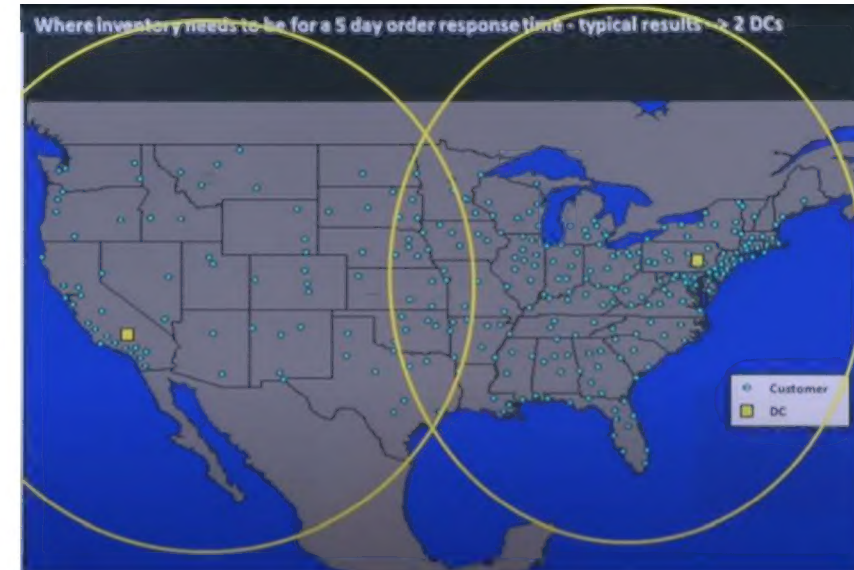 Where inventory needs to be for a 5 day order response time - typical results - > 2 DCs
Customer
DC